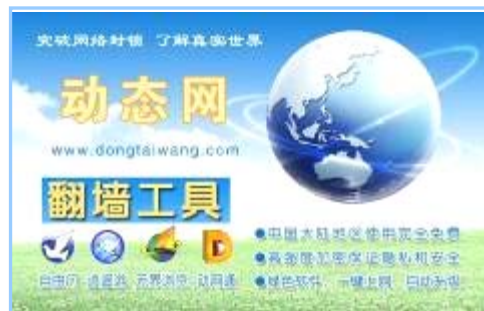 突破网络封锁 了解真实世界
动态网
www.dongtaiwang.com
翻墙工具
自由门 逍遥游 无界浏览 动网通
●中国大陆地区使用完全免费
●高强度加密保证隐私和安全
●绿色软件，一键上网，自动升级